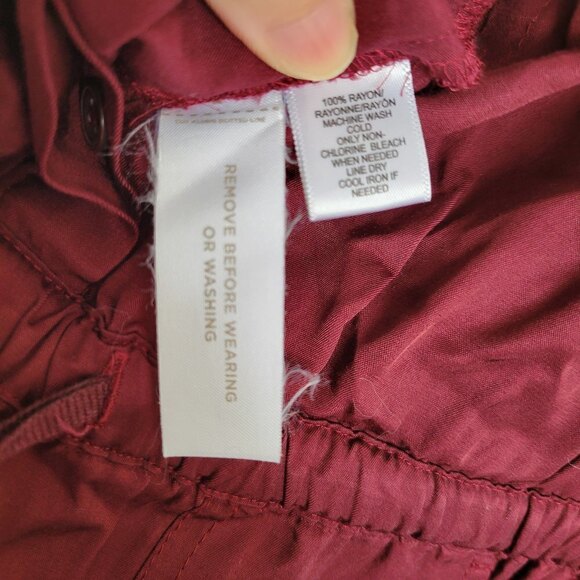 100% RAYON/
RAYONNE/RAYÓN
MACHINE WASH
COLD
ONLY NON-
CHLORINE BLEACH
WHEN NEEDED
LINE DRY
COOL IRON IF
NEEDED
REMOVE BEFORE WEARING
OR WASHING